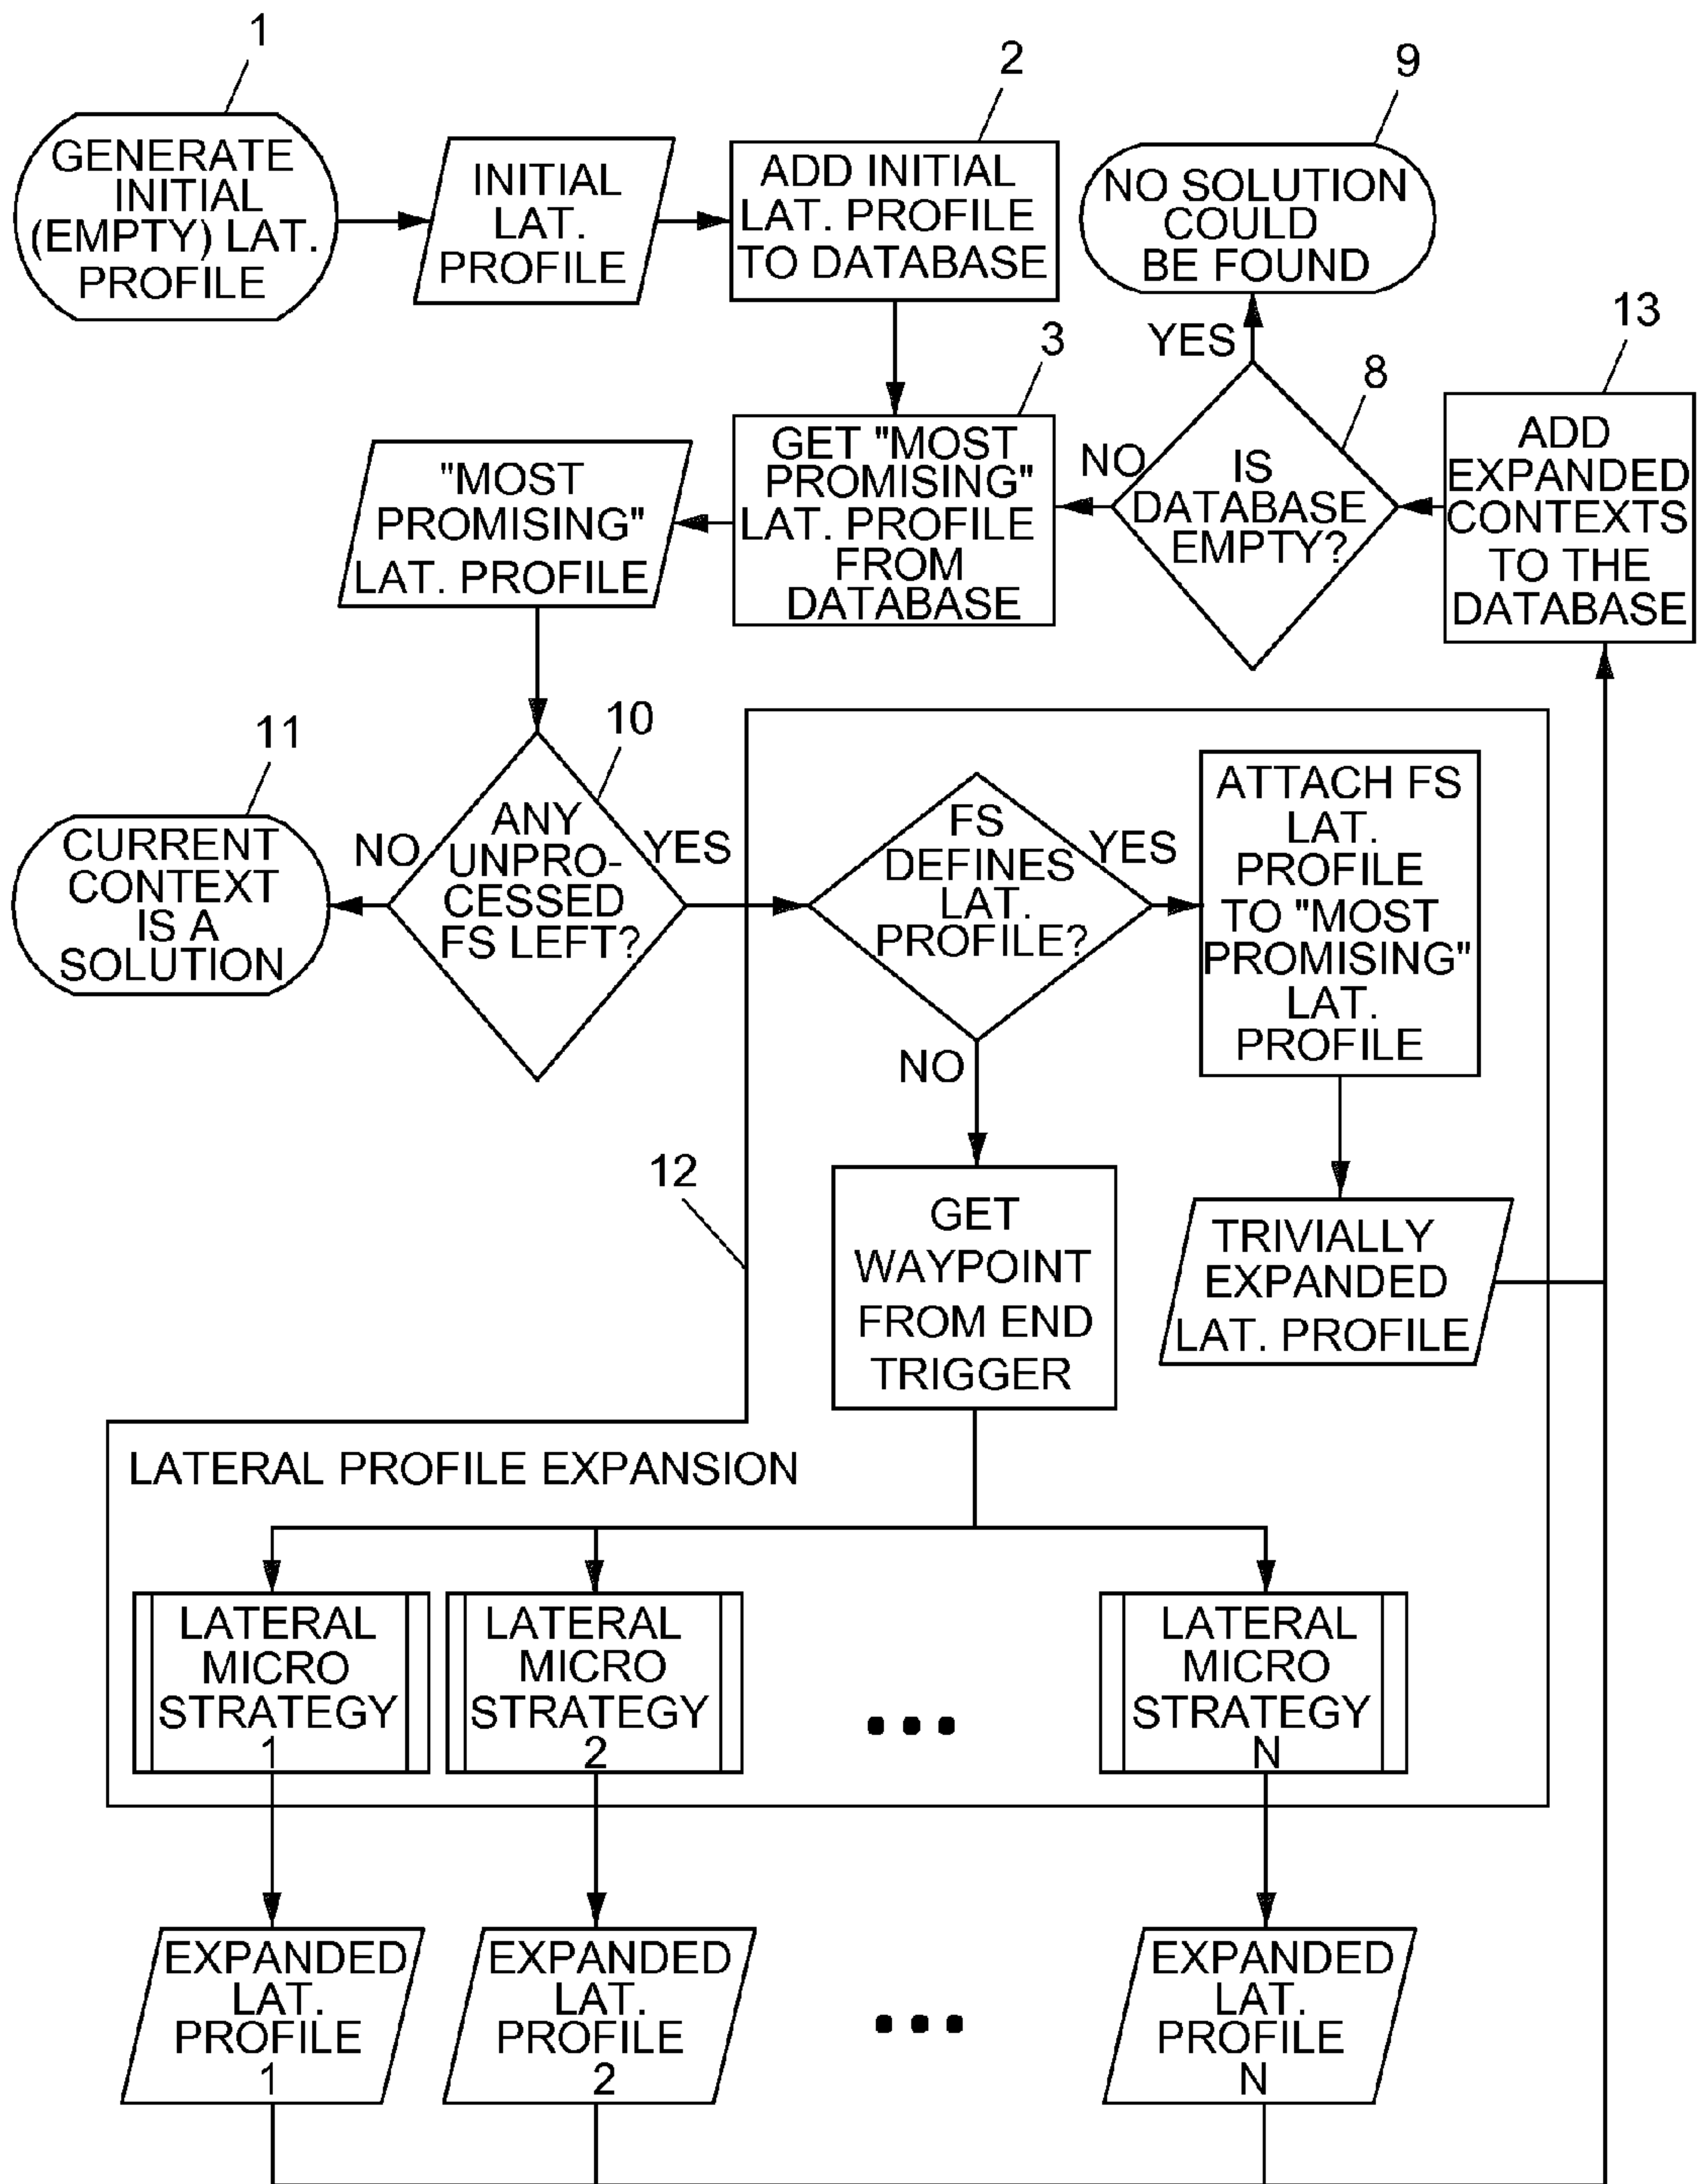 1
GENERATE
INITIAL
(EMPTY) LAT.
PROFILE
INITIAL
LAT.
PROFILE
2
ADD INITIAL
LAT. PROFILE
TO DATABASE
9
NO SOLUTION
COULD
BE FOUND
YES
3
GET "MOST
PROMISING"
LAT. PROFILE
FROM
DATABASE
NO
8
IS
DATABASE
EMPTY?
13
ADD
EXPANDED
CONTEXTS
TO THE
DATABASE
"MOST
PROMISING"
LAT. PROFILE
11
CURRENT
CONTEXT
IS A
SOLUTION
NO
10
ANY
UNPRO-
CESSED
FS LEFT?
YES
FS
DEFINES
LAT.
PROFILE?
YES
ATTACH FS
LAT.
PROFILE
TO "MOST
PROMISING"
LAT.
PROFILE
NO
12
GET
WAYPOINT
FROM END
TRIGGER
TRIVIALLY
EXPANDED
LAT. PROFILE
LATERAL PROFILE EXPANSION
LATERAL
MICRO
STRATEGY
1
LATERAL
MICRO
STRATEGY
2
LATERAL
MICRO
STRATEGY
N
EXPANDED
LAT.
PROFILE
1
EXPANDED
LAT.
PROFILE
2
EXPANDED
LAT.
PROFILE
N